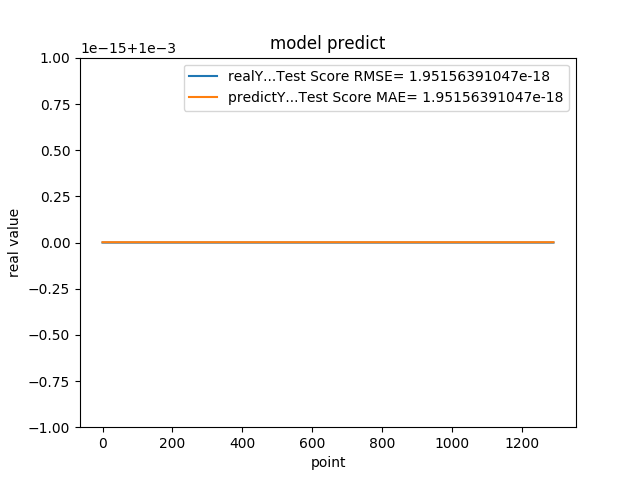 model predict
1e−15+1e−3
realY...Test Score RMSE= 1.95156391047e-18
predictY...Test Score MAE= 1.95156391047e-18
1.00
0.75
0.50
0.25
0.00
−0.25
−0.50
−0.75
−1.00
real value
0 200 400 600 800 1000 1200
point